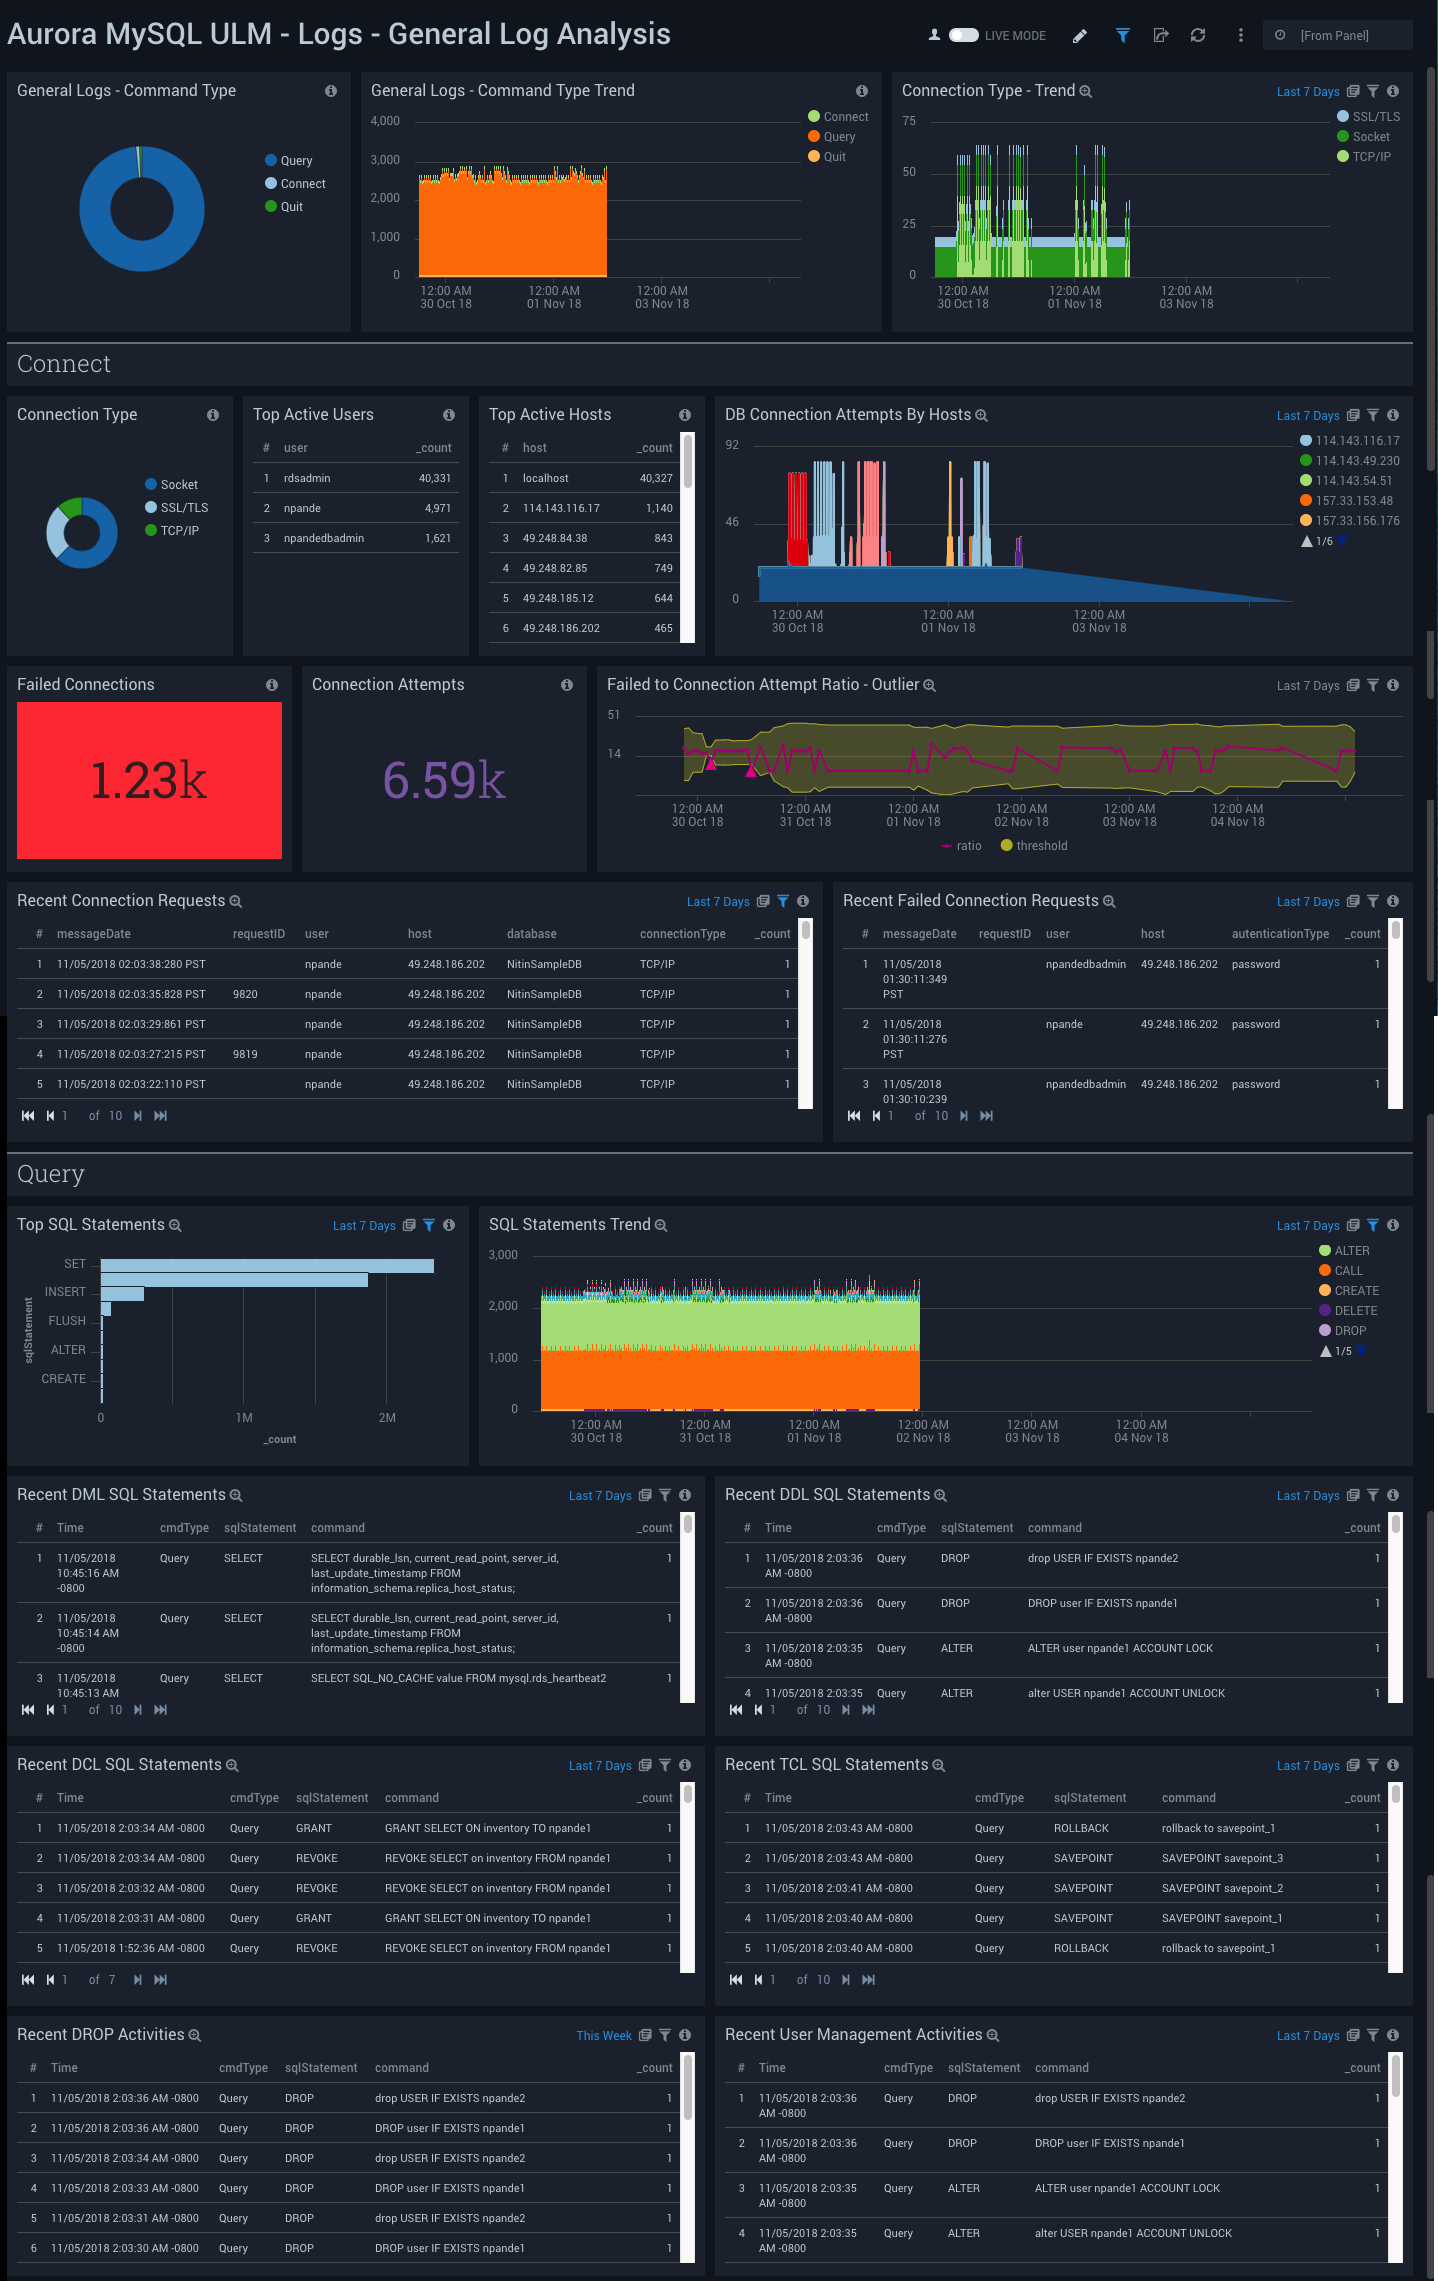 Aurora MySQL ULM - Logs - General Log Analysis
LIVE MODE
[From Panel]
General Logs - Command Type
Query
Connect
Quit
General Logs - Command Type Trend
4,000
3,000
2,000
1,000
0
12:00 AM 12:00 AM 12:00 AM
30 Oct 18 01 Nov 18 03 Nov 18
Connect
Query
Quit
Connection Type - Trend
Last 7 Days
75
50
25
0
12:00 AM 12:00 AM 12:00 AM
30 Oct 18 01 Nov 18 03 Nov 18
SSL/TLS
Socket
TCP/IP
Connect
Connection Type
Socket
SSL/TLS
TCP/IP
Top Active Users
# user _count
1 rdsadmin 40,331
2 npande 4,971
3 npandedbadmin 1,621
Top Active Hosts
# host _count
1 localhost 40,327
2 114.143.116.17 1,140
3 49.248.84.38 843
4 49.248.82.85 749
5 49.248.185.12 644
6 49.248.186.202 465
DB Connection Attempts By Hosts
Last 7 Days
92
46
0
12:00 AM 12:00 AM 12:00 AM
30 Oct 18 01 Nov 18 03 Nov 18
114.143.116.17
114.143.49.230
114.143.54.51
157.33.153.48
157.33.156.176
1/6
Failed Connections
1.23k
Connection Attempts
6.59k
Failed to Connection Attempt Ratio - Outlier
Last 7 Days
51
14
12:00 AM 12:00 AM 12:00 AM 12:00 AM 12:00 AM 12:00 AM
30 Oct 18 31 Oct 18 01 Nov 18 02 Nov 18 03 Nov 18 04 Nov 18
ratio threshold
Recent Connection Requests
Last 7 Days
# messageDate requestID user host database connectionType _count
1 11/05/2018 02:03:38:280 PST npande 49.248.186.202 NitinSampleDB TCP/IP 1
2 11/05/2018 02:03:35:828 PST 9820 npande 49.248.186.202 NitinSampleDB TCP/IP 1
3 11/05/2018 02:03:29:861 PST npande 49.248.186.202 NitinSampleDB TCP/IP 1
4 11/05/2018 02:03:27:215 PST 9819 npande 49.248.186.202 NitinSampleDB TCP/IP 1
5 11/05/2018 02:03:22:110 PST npande 49.248.186.202 NitinSampleDB TCP/IP 1
1 of 10
Recent Failed Connection Requests
Last 7 Days
# messageDate requestID user host autenticationType _count
1 11/05/2018 npandedbadmin 49.248.186.202 password 1
01:30:11:349
PST
2 11/05/2018 npande 49.248.186.202 password 1
01:30:11:276
PST
3 11/05/2018 npandedbadmin 49.248.186.202 password 1
01:30:10:239
1 of 10
Query
Top SQL Statements
Last 7 Days
sqlStatement
SET
INSERT
FLUSH
ALTER
CREATE
0 1M 2M
_count
SQL Statements Trend
Last 7 Days
3,000
2,000
1,000
0
12:00 AM 12:00 AM 12:00 AM 12:00 AM 12:00 AM 12:00 AM
30 Oct 18 31 Oct 18 01 Nov 18 02 Nov 18 03 Nov 18 04 Nov 18
ALTER
CALL
CREATE
DELETE
DROP
1/5
Recent DML SQL Statements
Last 7 Days
# Time cmdType sqlStatement command _count
1 11/05/2018 Query SELECT SELECT durable_lsn, current_read_point, server_id, 1
10:45:16 AM last_update_timestamp FROM
-0800 information_schema.replica_host_status;
2 11/05/2018 Query SELECT SELECT durable_lsn, current_read_point, server_id, 1
10:45:14 AM last_update_timestamp FROM
-0800 information_schema.replica_host_status;
3 11/05/2018 Query SELECT SELECT SQL_NO_CACHE value FROM mysql.rds_heartbeat2 1
10:45:13 AM
1 of 10
Recent DDL SQL Statements
Last 7 Days
# Time cmdType sqlStatement command _count
1 11/05/2018 2:03:36 Query DROP drop USER IF EXISTS npande2 1
AM -0800
2 11/05/2018 2:03:36 Query DROP DROP user IF EXISTS npande1 1
AM -0800
3 11/05/2018 2:03:35 Query ALTER ALTER user npande1 ACCOUNT LOCK 1
AM -0800
4 11/05/2018 2:03:35 Query ALTER alter USER npande1 ACCOUNT UNLOCK 1
1 of 10
Recent DCL SQL Statements
Last 7 Days
# Time cmdType sqlStatement command _count
1 11/05/2018 2:03:34 AM -0800 Query GRANT GRANT SELECT ON inventory TO npande1 1
2 11/05/2018 2:03:34 AM -0800 Query REVOKE REVOKE SELECT on inventory FROM npande1 1
3 11/05/2018 2:03:32 AM -0800 Query REVOKE REVOKE SELECT on inventory FROM npande1 1
4 11/05/2018 2:03:31 AM -0800 Query GRANT GRANT SELECT ON inventory TO npande1 1
5 11/05/2018 1:52:36 AM -0800 Query REVOKE REVOKE SELECT on inventory FROM npande1 1
1 of 7
Recent TCL SQL Statements
Last 7 Days
# Time cmdType sqlStatement command _count
1 11/05/2018 2:03:43 AM -0800 Query ROLLBACK rollback to savepoint_1 1
2 11/05/2018 2:03:43 AM -0800 Query SAVEPOINT SAVEPOINT savepoint_3 1
3 11/05/2018 2:03:41 AM -0800 Query SAVEPOINT SAVEPOINT savepoint_2 1
4 11/05/2018 2:03:40 AM -0800 Query SAVEPOINT SAVEPOINT savepoint_1 1
5 11/05/2018 2:03:40 AM -0800 Query ROLLBACK rollback to savepoint_1 1
1 of 10
Recent DROP Activities
This Week
# Time cmdType sqlStatement command _count
1 11/05/2018 2:03:36 AM -0800 Query DROP drop USER IF EXISTS npande2 1
2 11/05/2018 2:03:36 AM -0800 Query DROP DROP user IF EXISTS npande1 1
3 11/05/2018 2:03:34 AM -0800 Query DROP drop USER IF EXISTS npande2 1
4 11/05/2018 2:03:33 AM -0800 Query DROP DROP user IF EXISTS npande1 1
5 11/05/2018 2:03:31 AM -0800 Query DROP drop USER IF EXISTS npande2 1
6 11/05/2018 2:03:30 AM -0800 Query DROP DROP user IF EXISTS npande1 1
Recent User Management Activities
Last 7 Days
# Time cmdType sqlStatement command _count
1 11/05/2018 2:03:36 Query DROP drop USER IF EXISTS npande2 1
AM -0800
2 11/05/2018 2:03:36 Query DROP DROP user IF EXISTS npande1 1
AM -0800
3 11/05/2018 2:03:35 Query ALTER ALTER user npande1 ACCOUNT LOCK 1
AM -0800
4 11/05/2018 2:03:35 Query ALTER alter USER npande1 ACCOUNT UNLOCK 1
AM -0800